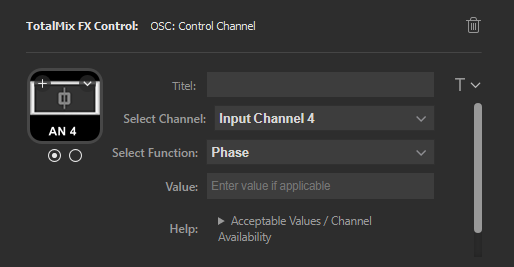 TotalMix FX Control: OSC: Control Channel
Titel:
T
AN 4
Select Channel: Input Channel 4
Select Function: Phase
Value: Enter value if applicable
Help: ▶ Acceptable Values / Channel
Availability